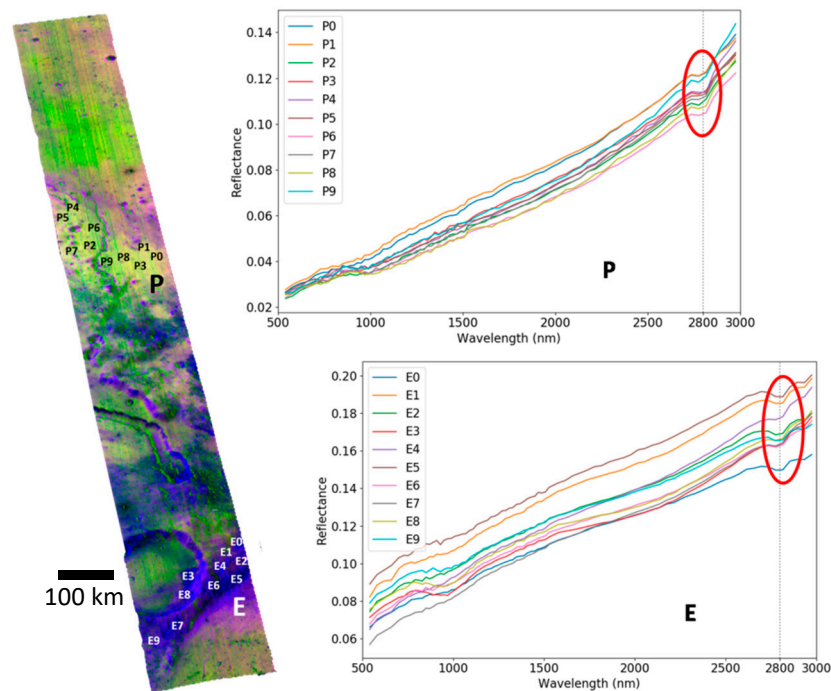 P4
P5
P6
P7
P2
P1
P9
P8
P0
P3
P
E0
E1
E2
E4
E3
E5
E6
E8
E
E7
E9
100 km
0.14
0.12
0.10
0.08
0.06
0.04
0.02
Reflectance
P0
P1
P2
P3
P4
P5
P6
P7
P8
P9
P
500 1000 1500 2000 2500 2800 3000
Wavelength (nm)
0.20
0.18
0.16
0.14
0.12
0.10
0.08
0.06
Reflectance
E0
E1
E2
E3
E4
E5
E6
E7
E8
E9
E
1000 1500 2000 2500 2800 3000
Wavelength (nm)